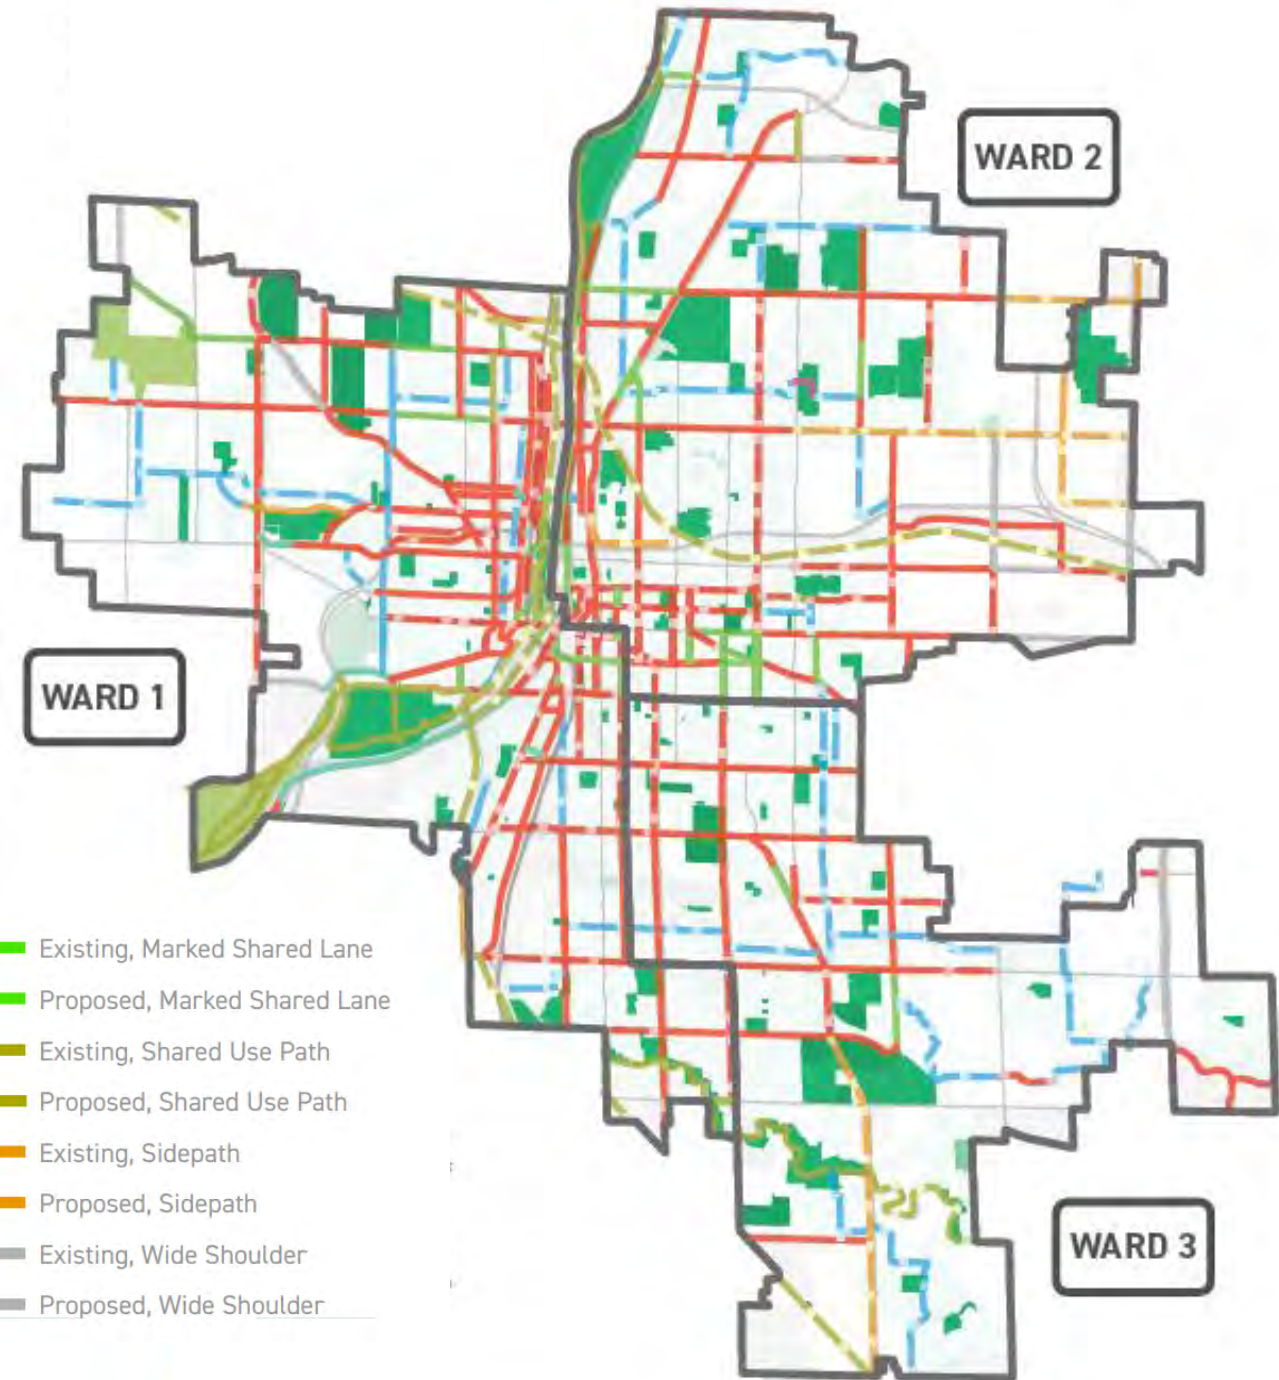 WARD 2
WARD 1
Existing, Marked Shared Lane
Proposed, Marked Shared Lane
Existing, Shared Use Path
Proposed, Shared Use Path
Existing, Sidepath
Proposed, Sidepath
Existing, Wide Shoulder
Proposed, Wide Shoulder
WARD 3